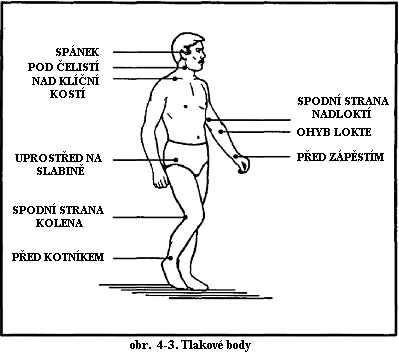 SPÁNEK
POD ČELISTÍ
NAD KLÍČNÍ
KOSTÍ
SPODNÍ STRANA
NADLOKTÍ
OHYB LOKTE
PŘED ZÁPĚSTÍM
UPROSTŘED NA
SLABINĚ
SPODNÍ STRANA
KOLENA
PŘED KOTNÍKEM
obr. 4-3. Tlakové body